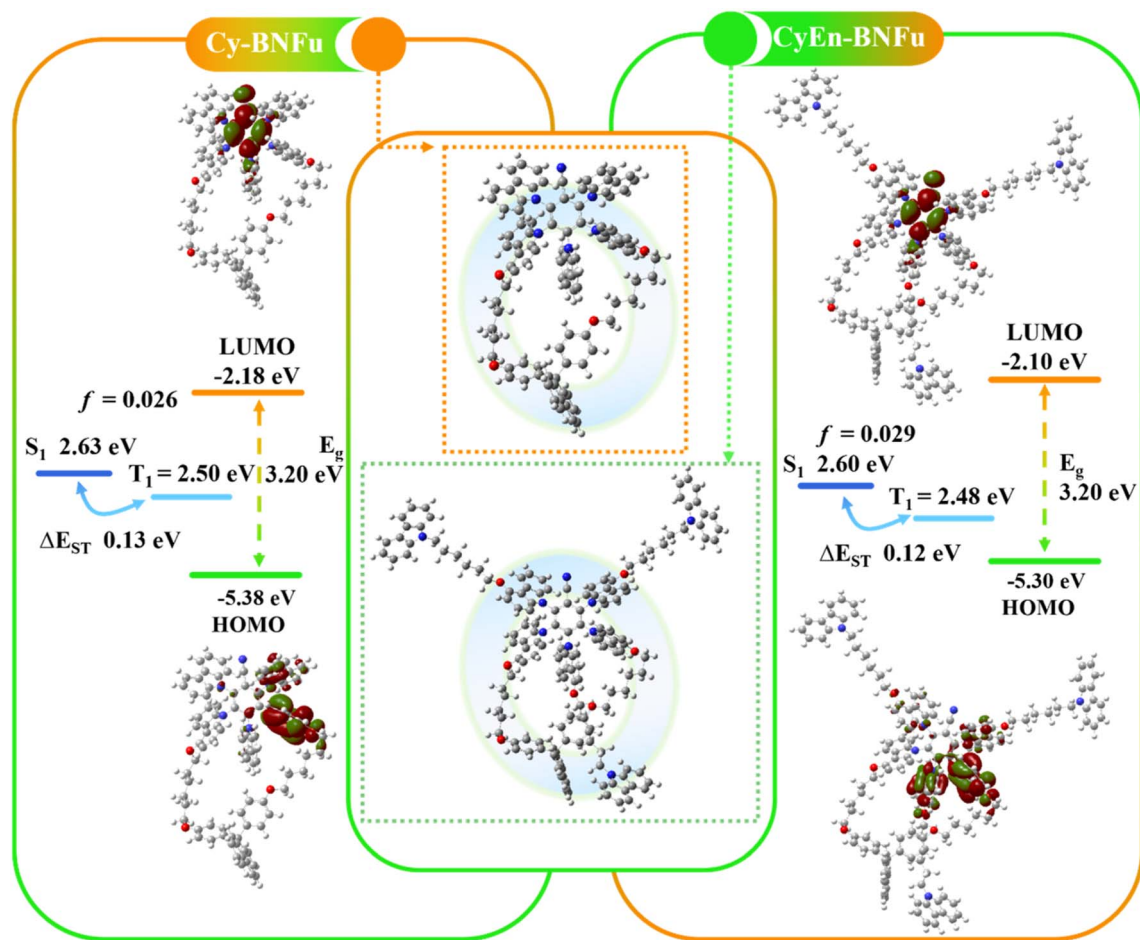 Cy-BNFu
CyEn-BNFu
LUMO
-2.18 eV
f = 0.026
S1 2.63 eV
T1 = 2.50 eV
Eg
3.20 eV
ΔEST 0.13 eV
-5.38 eV
HOMO
LUMO
-2.10 eV
f = 0.029
S1 2.60 eV
T1 = 2.48 eV
Eg
3.20 eV
ΔEST 0.12 eV
-5.30 eV
HOMO